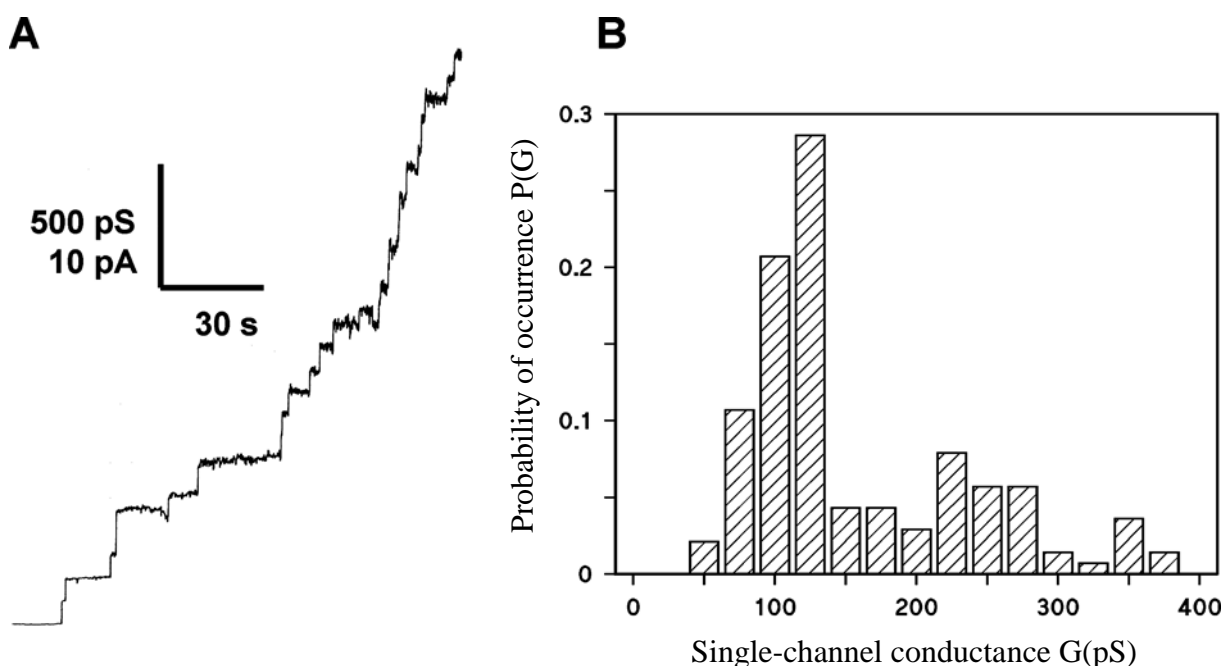 A
500 pS
10 pA
30 s
B
Probability of occurrence P(G)
0.3
0.2
0.1
0
0 100 200 300 400
Single-channel conductance G(pS)